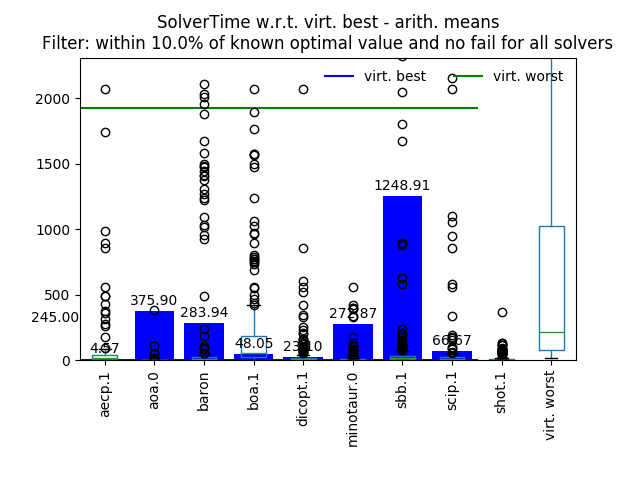 SolverTime w.r.t. virt. best - arith. means
Filter: within 10.0% of known optimal value and no fail for all solvers
virt. best
virt. worst
2000
1500
1000
500
0
245.00
375.90
283.94
48.05
1248.91
aecp.1
aoa.0
baron
boa.1
dicopt.1
minotaur.0
sbb.1
scip.1
shot.1
virt. worst